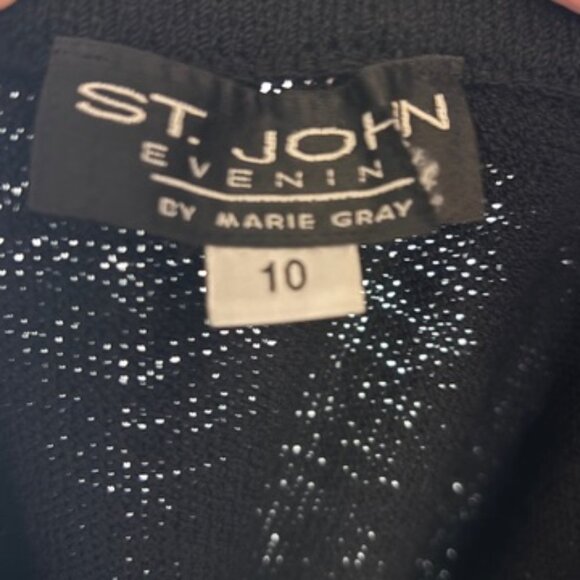 ST. JOHN
EVENIN
BY MARIE GRAY
10